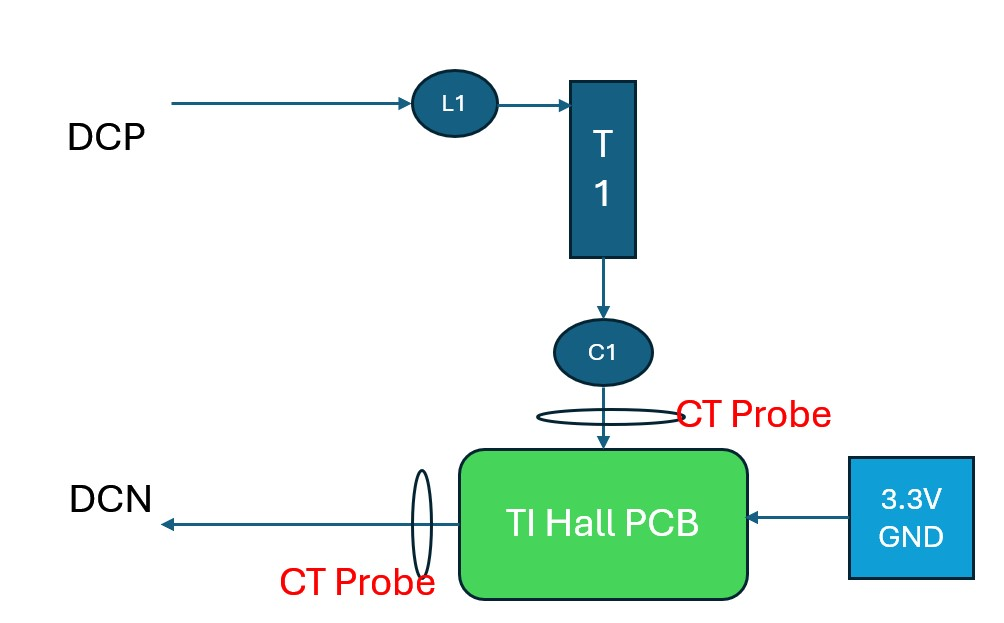 L1
DCP
T
1
C1
CT Probe
DCN
TI Hall PCB
3.3V
GND
CT Probe